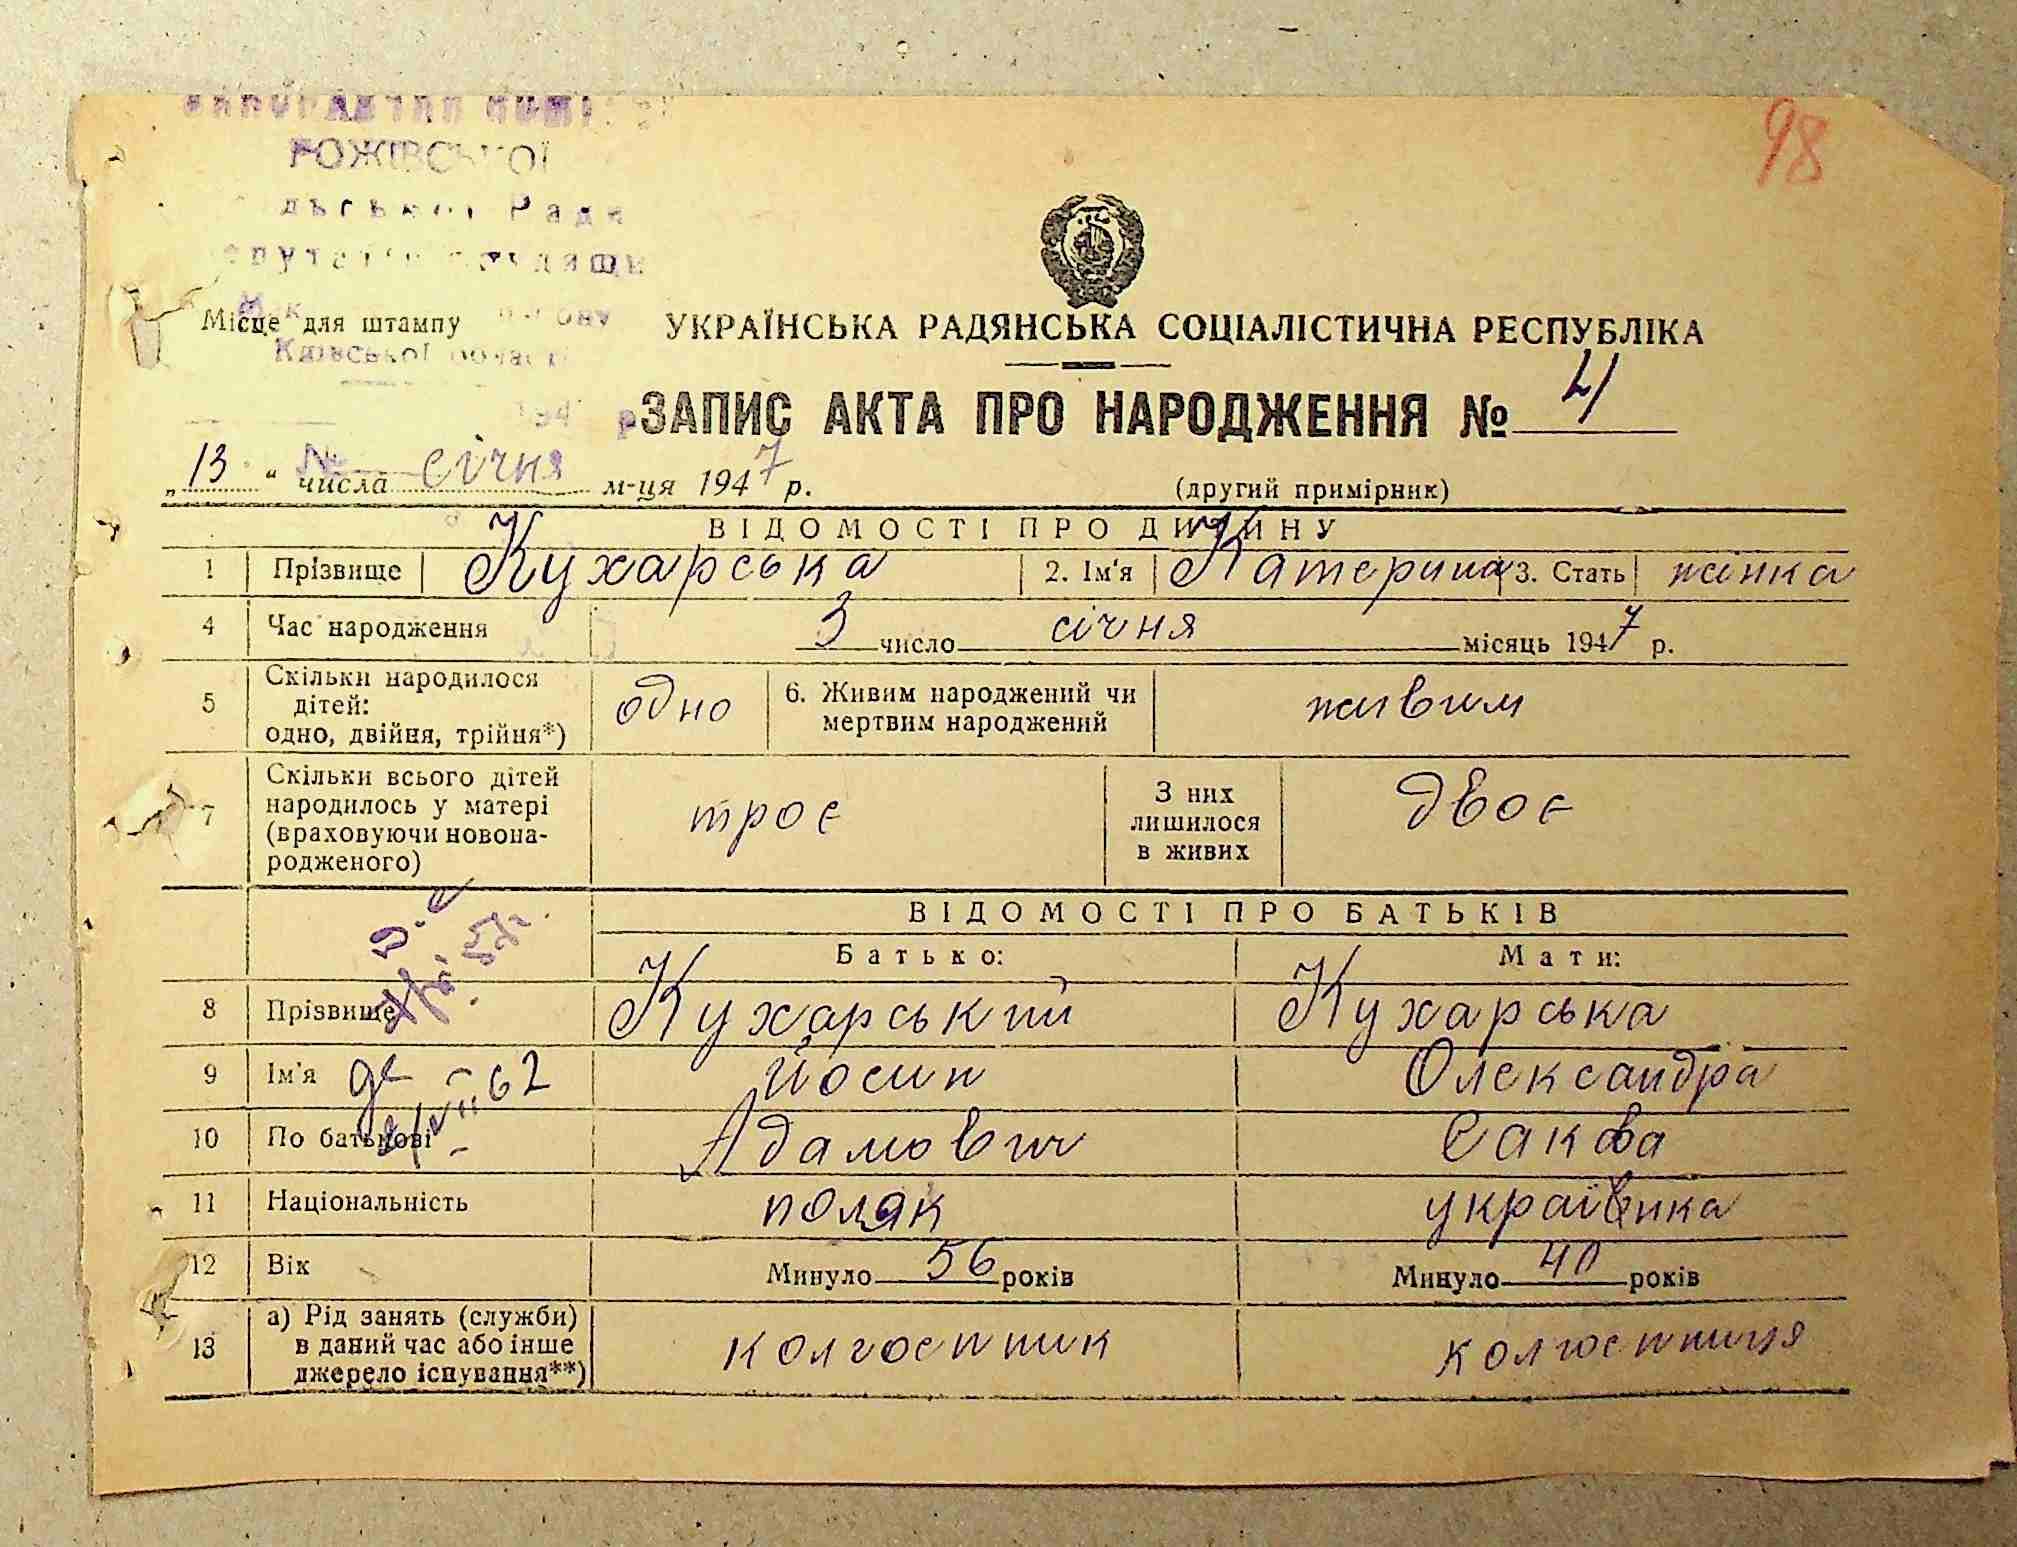 98
РОЖІВСЬКОЇ
Місце для штампу
Київської області
УКРАЇНСЬКА РАДЯНСЬКА СОЦІАЛІСТИЧНА РЕСПУБЛІКА
ЗАПИС АКТА ПРО НАРОДЖЕННЯ № 4
„13“ числа січня м-ця 1947 р. (другий примірник)
ВІДОМОСТІ ПРО ДИТИНУ
1 Прізвище Кухарська 2. Ім'я Катерина 3. Стать жінка
4 Час народження 3 число січня місяць 1947 р.
5 Скільки народилося дітей:
одно, двійня, трійня*) одно
6. Живим народжений чи
мертвим народжений живим
7 Скільки всього дітей
народилось у матері
(враховуючи новона-
родженого) троє
З них
лишилося
в живих двоє
ВІДОМОСТІ ПРО БАТЬКІВ
Батько: Мати:
8 Прізвище Кухарський Кухарська
9 Ім'я Йосип Олександра
10 По батькові Адамович Сакова
11 Національність поляк українка
12 Вік Минуло 56 років Минуло 40 років
13 а) Рід занять (служби)
в даний час або інше
джерело існування**) колгоспник колгоспниця